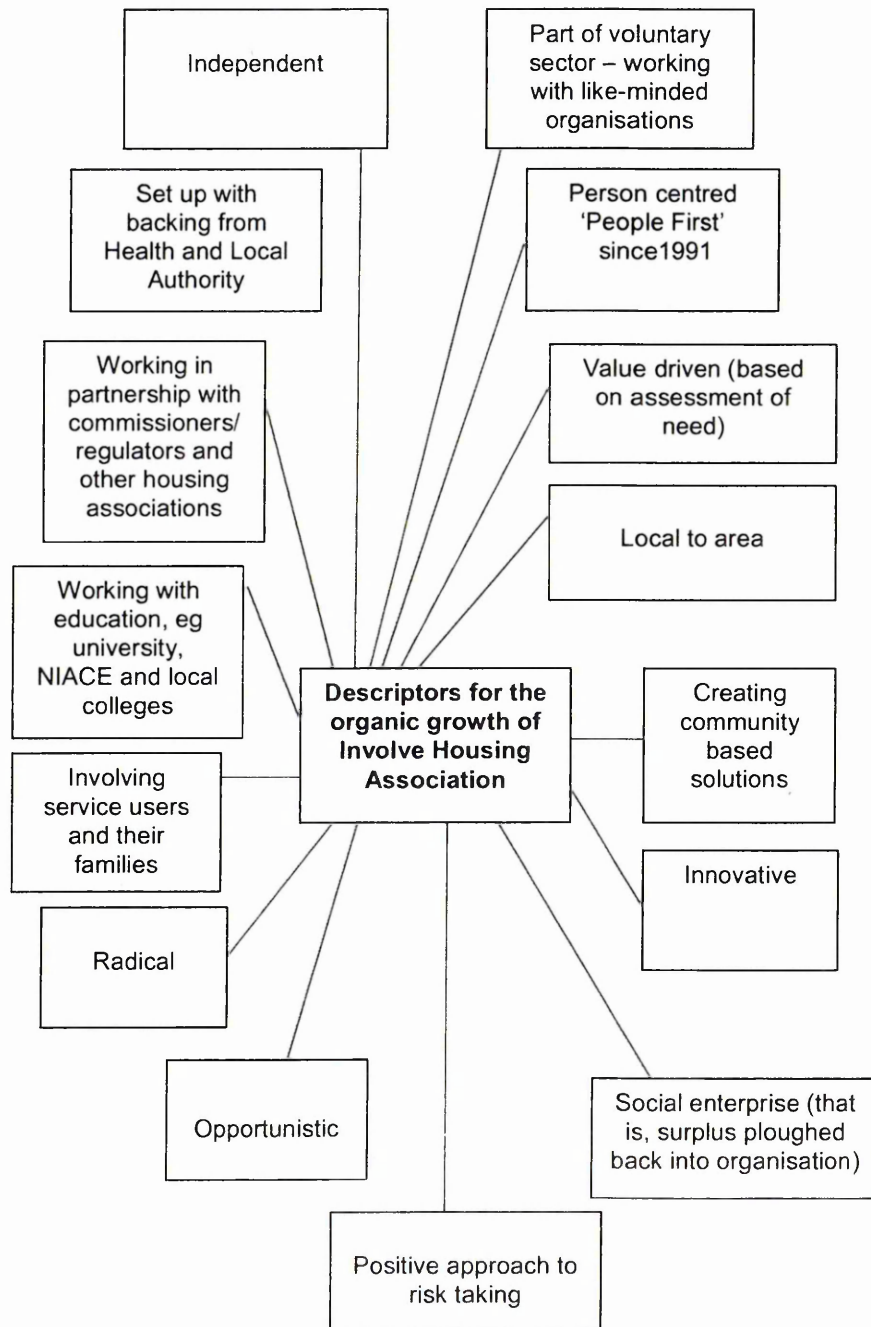 Independent
Part of voluntary
sector – working
with like-minded
organisations
Set up with
backing from
Health and Local
Authority
Person centred
'People First'
since1991
Working in
partnership with
commissioners/
regulators and
other housing
associations
Value driven (based
on assessment of
need)
Local to area
Working with
education, eg
university,
NIACE and local
colleges
Descriptors for the
organic growth of
Involve Housing
Association
Creating
community
based
solutions
Involving
service users
and their
families
Innovative
Radical
Opportunistic
Social enterprise (that
is, surplus ploughed
back into organisation)
Positive approach to
risk taking